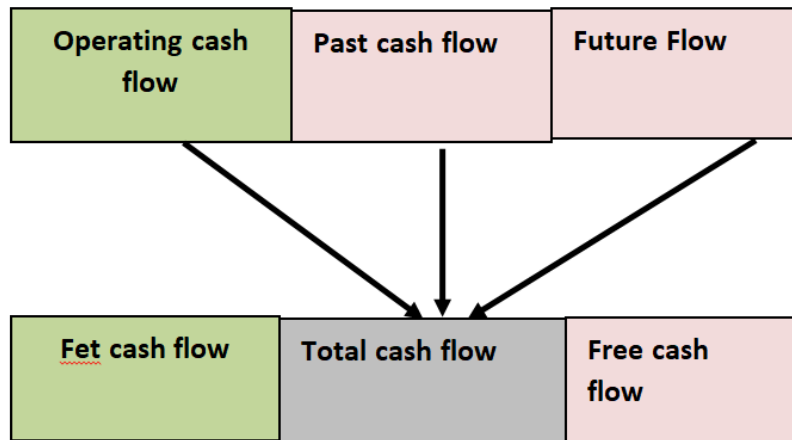 Operating cash
flow
Past cash flow
Future Flow
Fet cash flow
Total cash flow
Free cash
flow